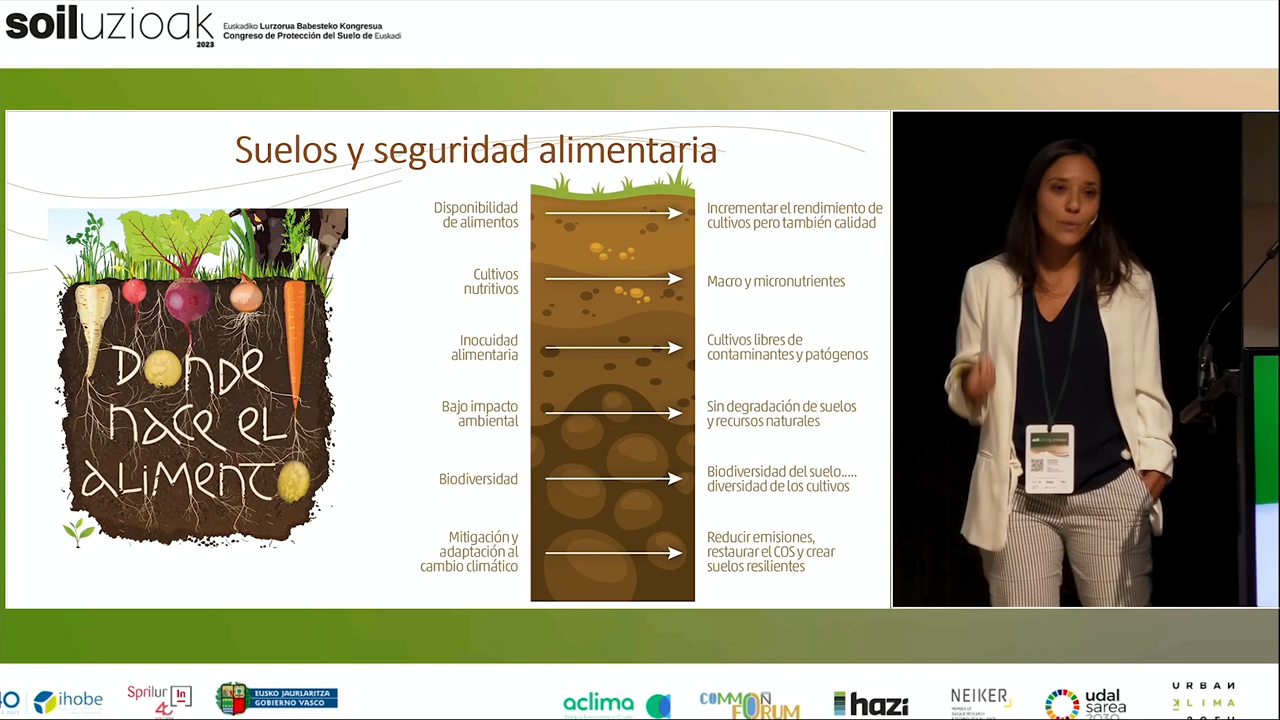 soiluzioak
2023
Euskadiko Lurzorua Babesteko Kongresua
Congreso de Protección del Suelo de Euskadi
Suelos y seguridad alimentaria
Donde
nace el
alimento
Disponibilidad
de alimentos
Incrementar el rendimiento de
cultivos pero también calidad
Cultivos
nutritivos
Macro y micronutrientes
Inocuidad
alimentaria
Cultivos libres de
contaminantes y patógenos
Bajo impacto
ambiental
Sin degradación de suelos
y recursos naturales
Biodiversidad
Biodiversidad del suelo.....
diversidad de los cultivos
Mitigación y
adaptación al
cambio climático
Reducir emisiones,
restaurar el COS y crear
suelos resilientes
ihobe
Sprilur
EUSKO JAURLARITZA
GOBIERNO VASCO
aclima
COMMON
FORUM
hazi
NEIKER
udal
sarea
2030
URBAN
KLIMA